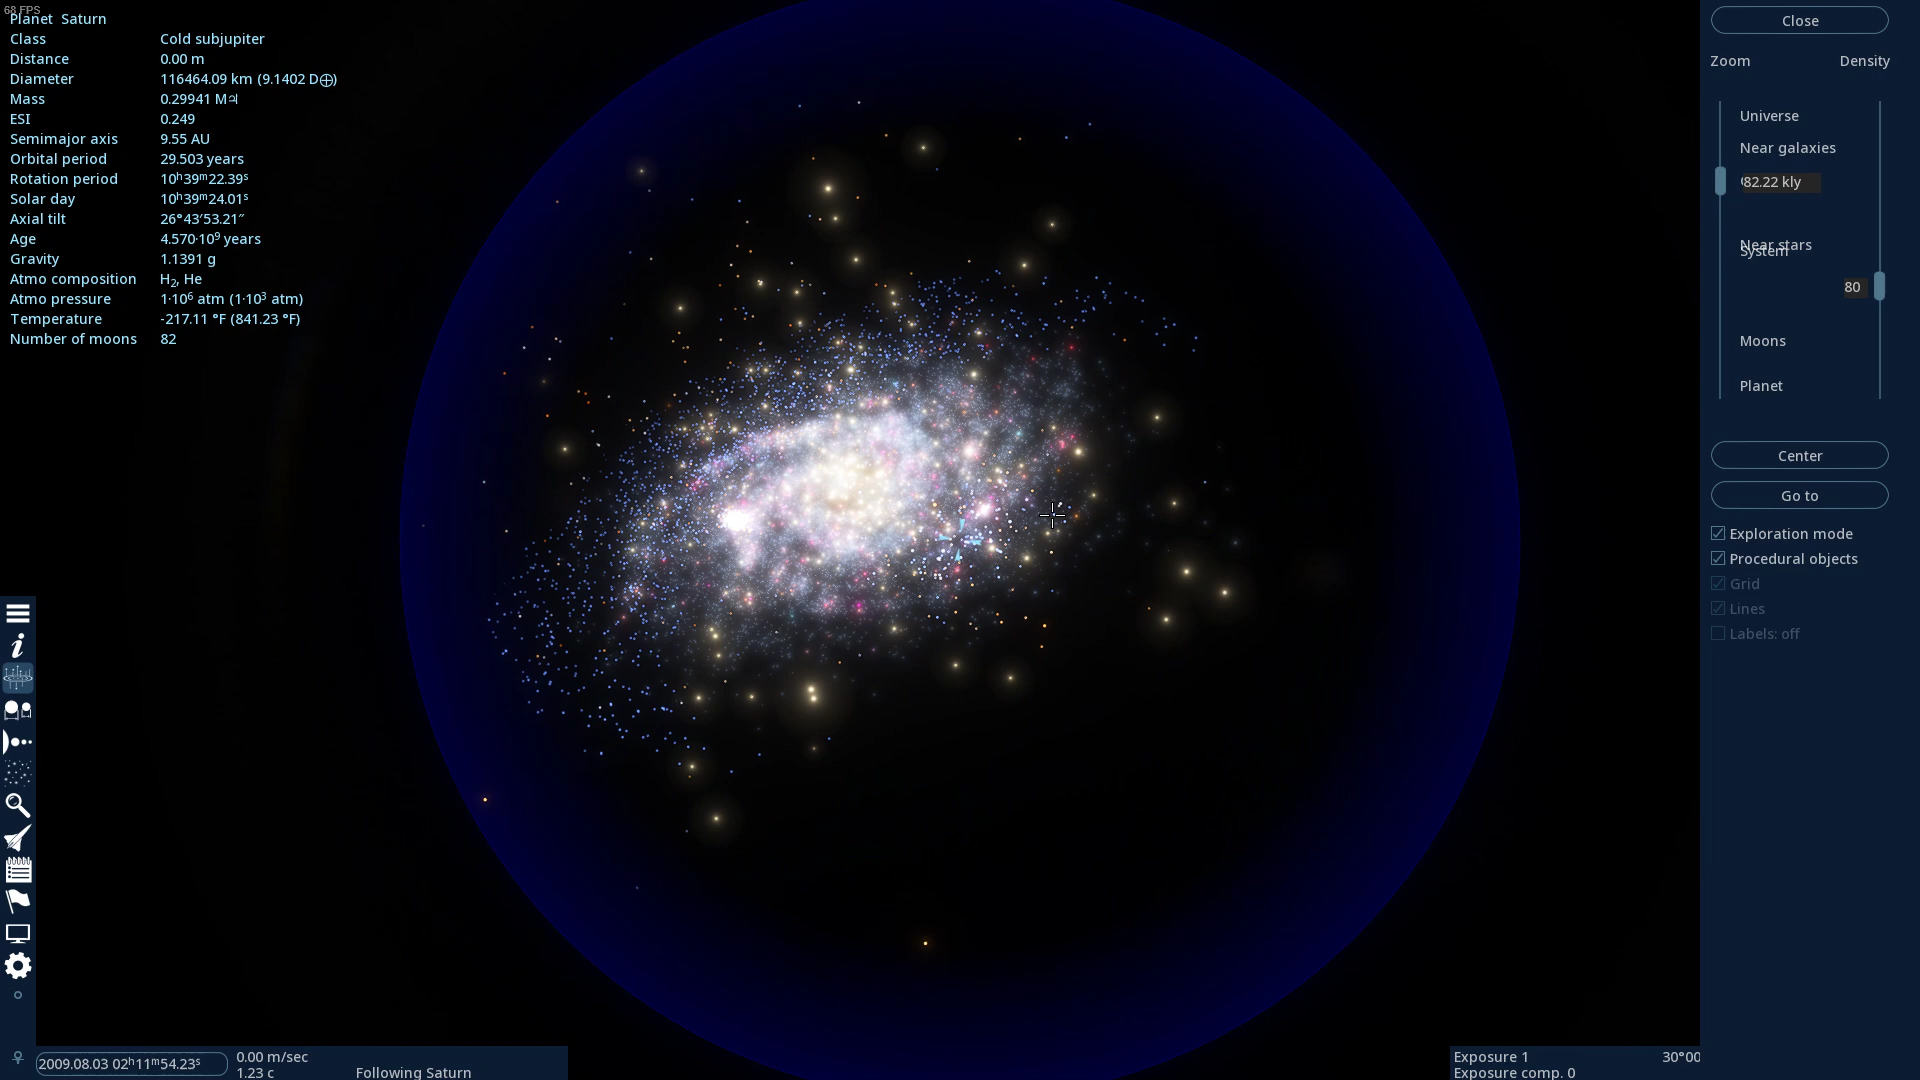 68 FPS
Planet Saturn
Class Cold subjupiter
Distance 0.00 m
Diameter 116464.09 km (9.1402 D⊕)
Mass 0.29941 M♃
ESI 0.249
Semimajor axis 9.55 AU
Orbital period 29.503 years
Rotation period 10ʰ39ᵐ22.39ˢ
Solar day 10ʰ39ᵐ24.01ˢ
Axial tilt 26°43′53.21″
Age 4.570·10⁹ years
Gravity 1.1391 g
Atmo composition H₂, He
Atmo pressure 1·10⁶ atm (1·10³ atm)
Temperature -217.11 °F (841.23 °F)
Number of moons 82
Close
Zoom Density
Universe
Near galaxies
82.22 kly
Near stars
System
80
Moons
Planet
Center
Go to
Exploration mode
Procedural objects
Grid
Lines
Labels: off
2009.08.03 02ʰ11ᵐ54.23ˢ
0.00 m/sec
1.23 c Following Saturn
Exposure 1 30°00
Exposure comp. 0